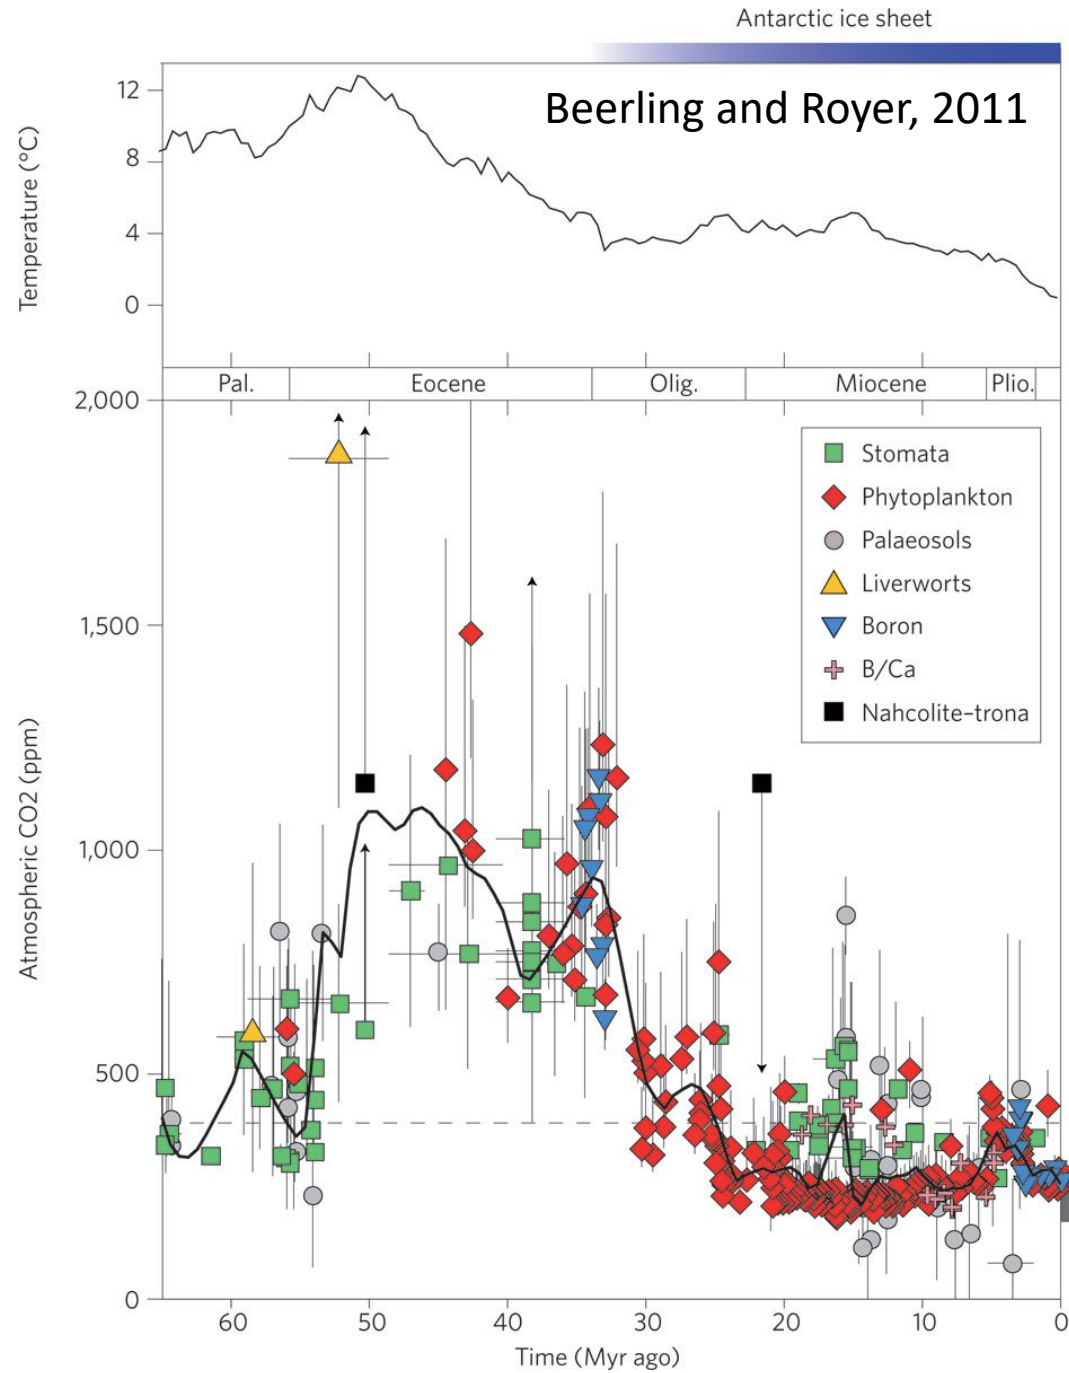 Antarctic ice sheet
Beerling and Royer, 2011
Temperature (°C)
12
8
4
0
Pal. Eocene Olig. Miocene Plio.
Atmospheric CO2 (ppm)
2,000
1,500
1,000
500
0
Stomata
Phytoplankton
Palaeosols
Liverworts
Boron
B/Ca
Nahcolite–trona
60 50 40 30 20 10 0
Time (Myr ago)